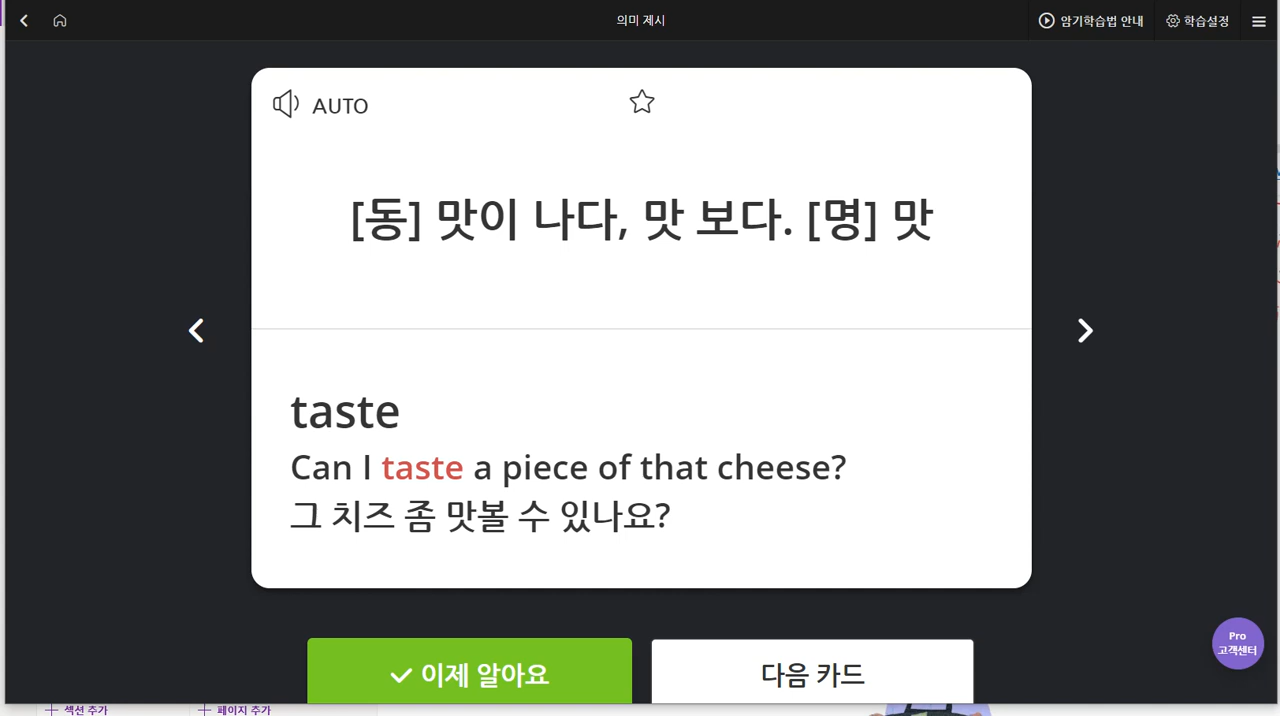 의미 제시
암기학습법 안내
학습설정
AUTO
[동] 맛이 나다, 맛 보다. [명] 맛
taste
Can I taste a piece of that cheese?
그 치즈 좀 맛볼 수 있나요?
이제 알아요
다음 카드
Pro
고객센터
섹션 추가
페이지 추가